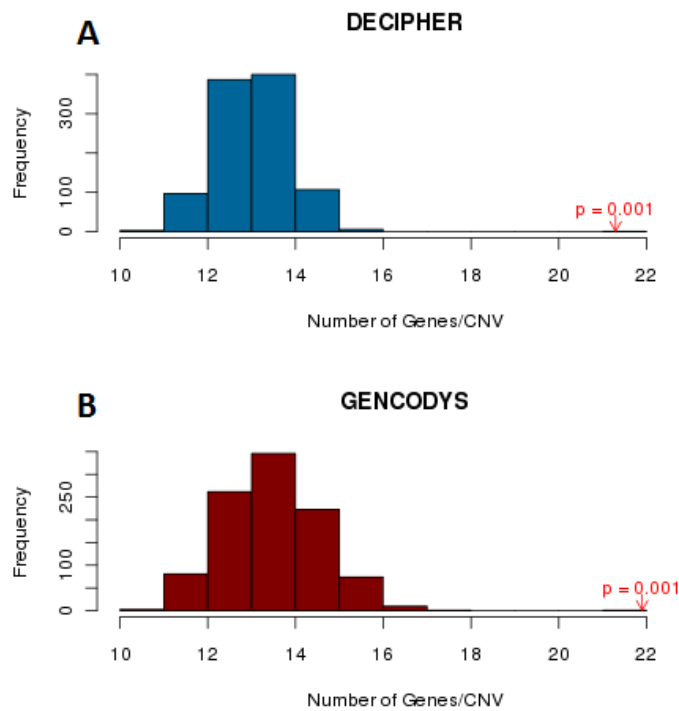 A
DECIPHER
Frequency
300
100
0
p = 0.001
10 12 14 16 18 20 22
Number of Genes/CNV
B
GENCODYS
Frequency
250
100
0
p = 0.001
10 12 14 16 18 20 22
Number of Genes/CNV